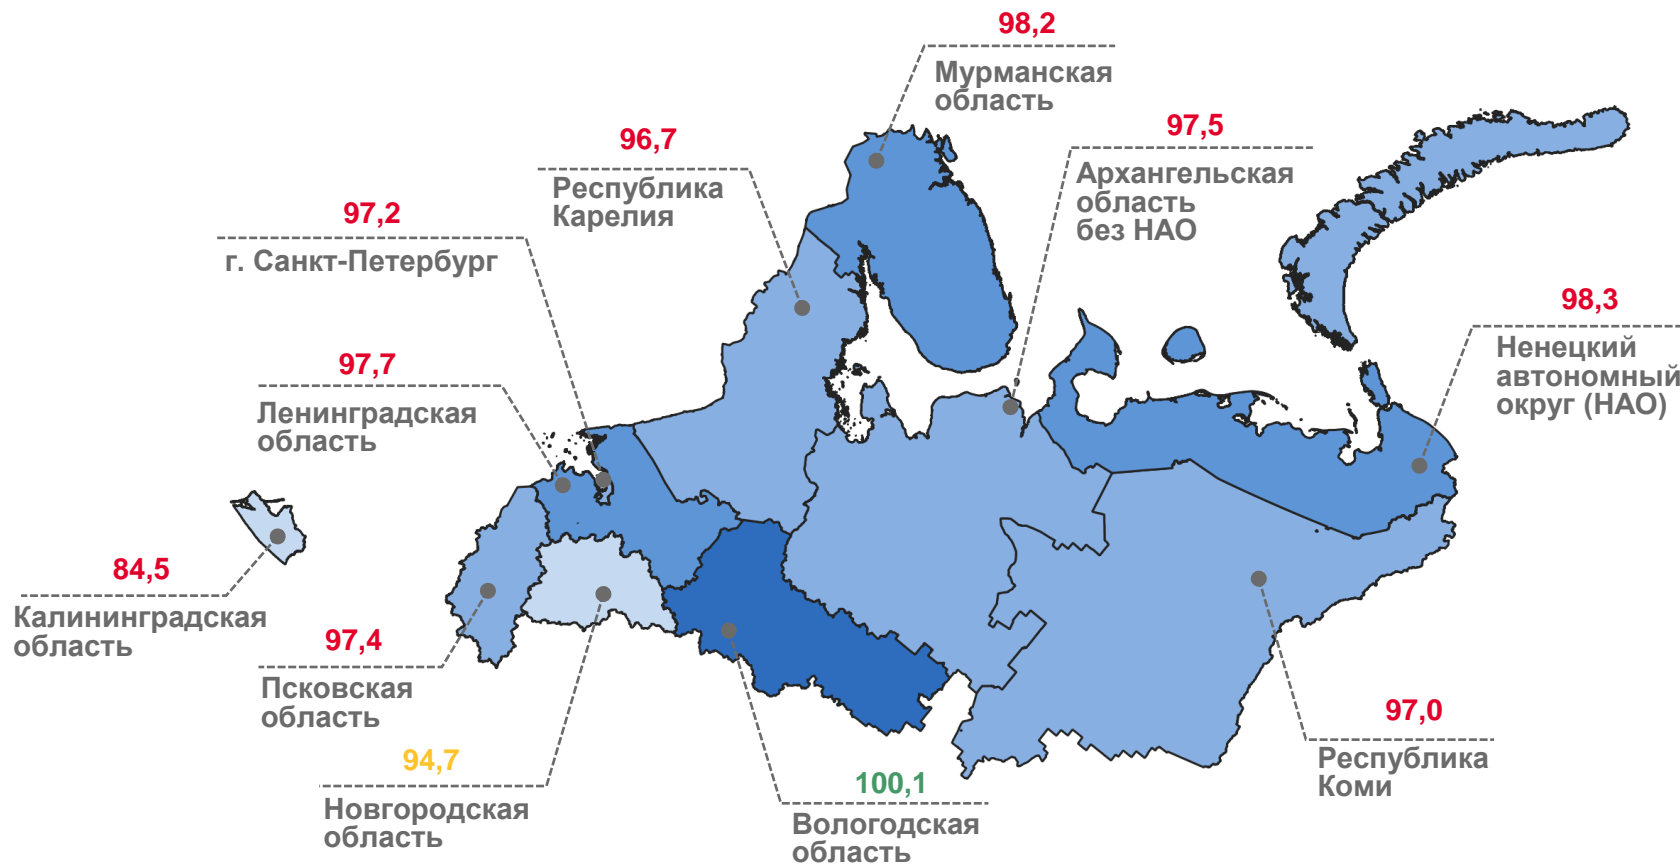 98,2
Мурманская
область
97,5
Архангельская
область
без НАО
96,7
Республика
Карелия
97,2
г. Санкт-Петербург
98,3
Ненецкий
автономный
округ (НАО)
97,7
Ленинградская
область
84,5
Калининградская
область
97,4
Псковская
область
94,7
Новгородская
область
100,1
Вологодская
область
97,0
Республика
Коми